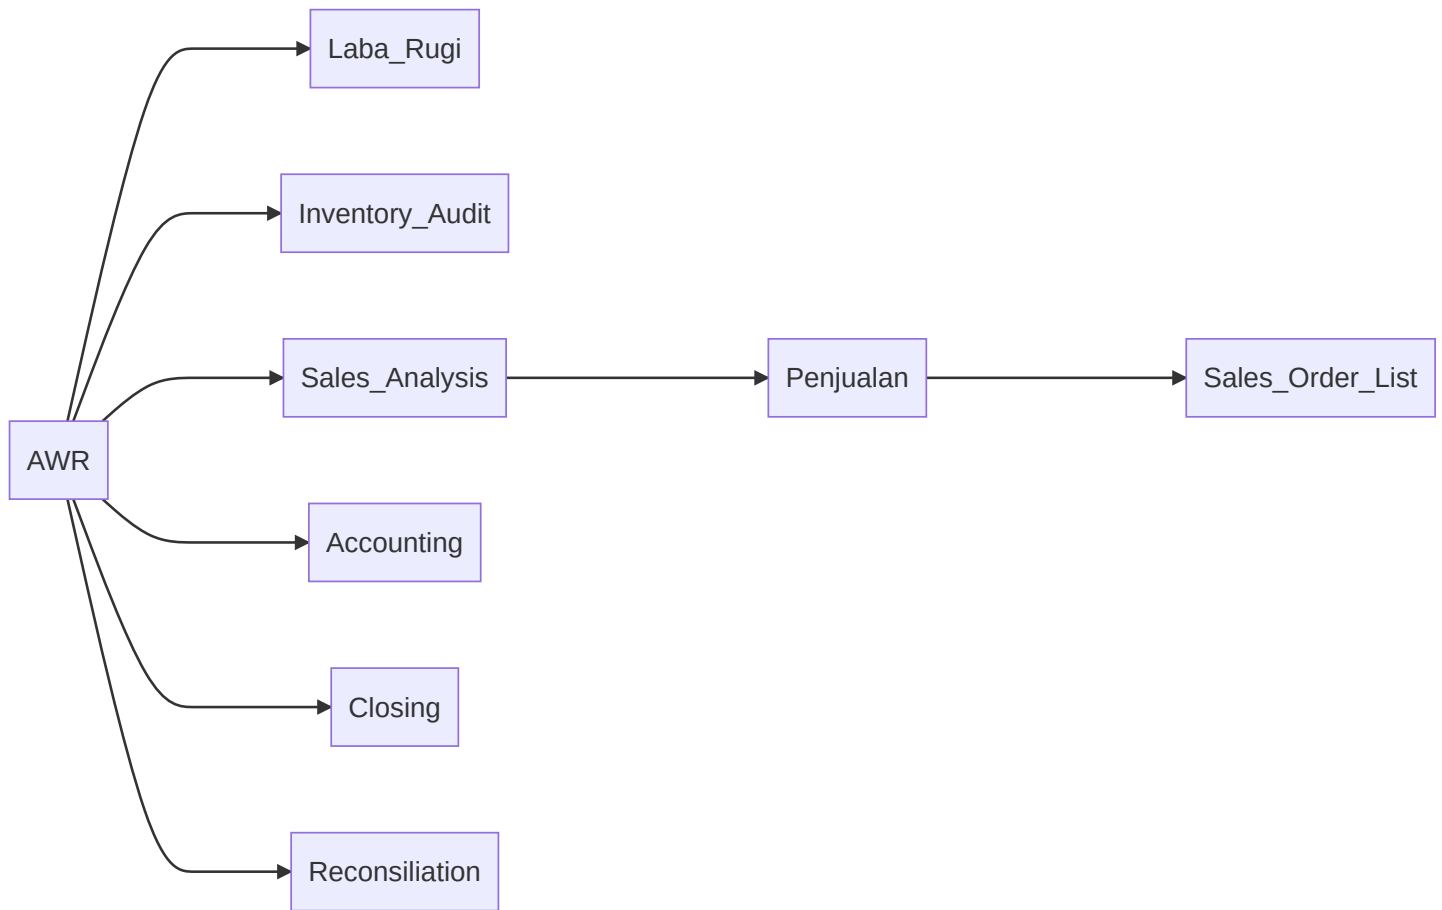 Laba_Rugi
Inventory_Audit
Sales_Analysis
Penjualan
Sales_Order_List
AWR
Accounting
Closing
Reconsiliation